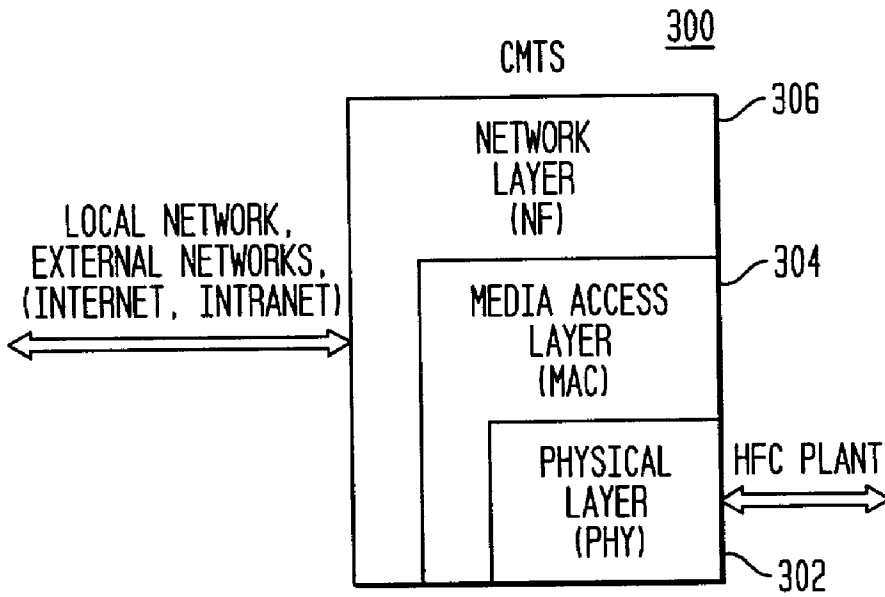 300
CMTS
306
NETWORK
LAYER
(NF)
LOCAL NETWORK,
EXTERNAL NETWORKS,
(INTERNET, INTRANET)
304
MEDIA ACCESS
LAYER
(MAC)
PHYSICAL
LAYER
(PHY)
HFC PLANT
302